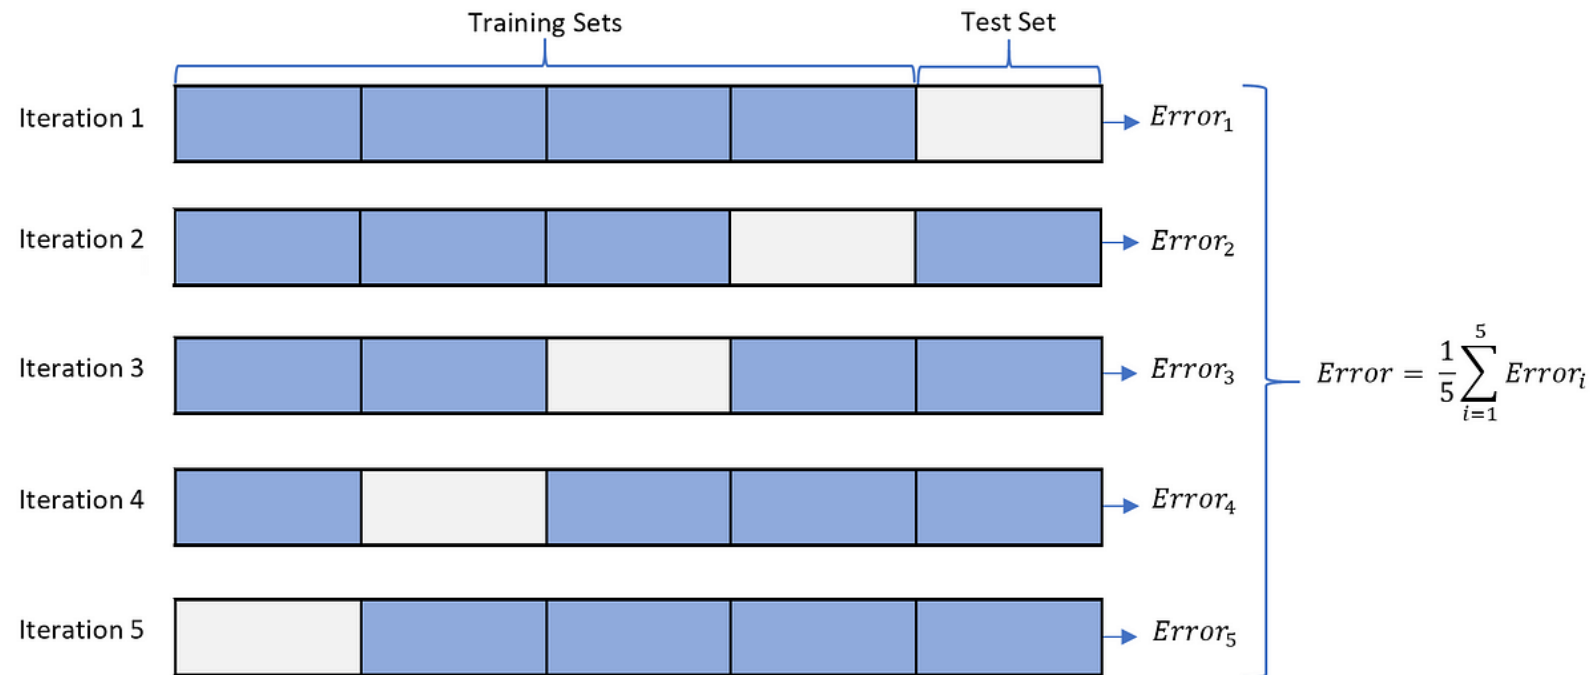 Training Sets
Test Set
Iteration 1
Error₁
Iteration 2
Error₂
Iteration 3
Error₃
Error = 1/5 ∑_{i=1}^{5} Errorᵢ
Iteration 4
Error₄
Iteration 5
Error₅